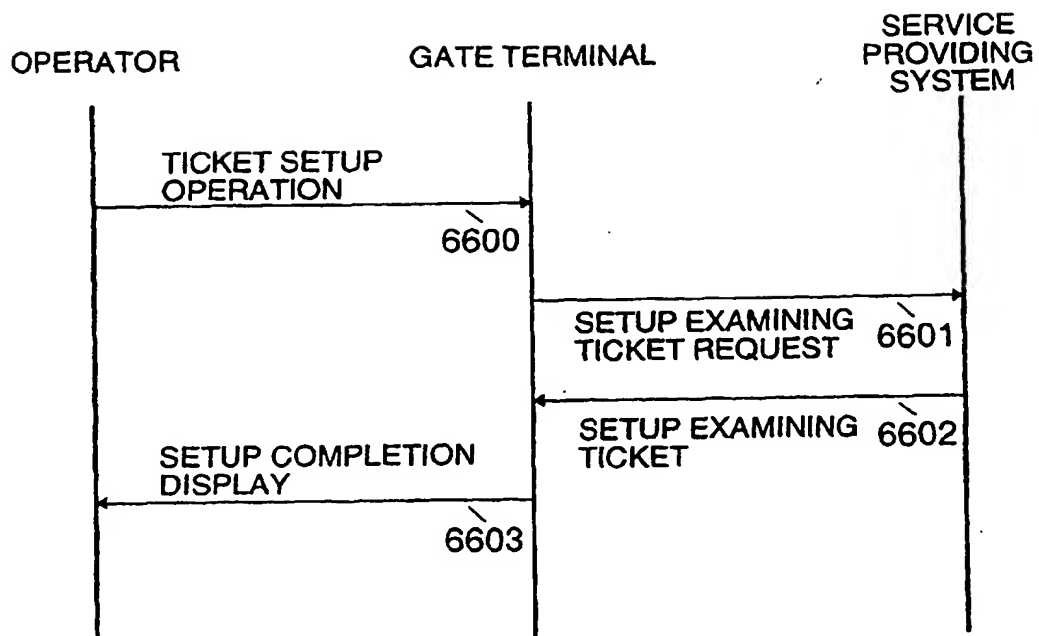 OPERATOR
GATE TERMINAL
SERVICE
PROVIDING
SYSTEM
TICKET SETUP
OPERATION
6600
SETUP EXAMINING
TICKET REQUEST
6601
SETUP EXAMINING
TICKET
6602
SETUP COMPLETION
DISPLAY
6603